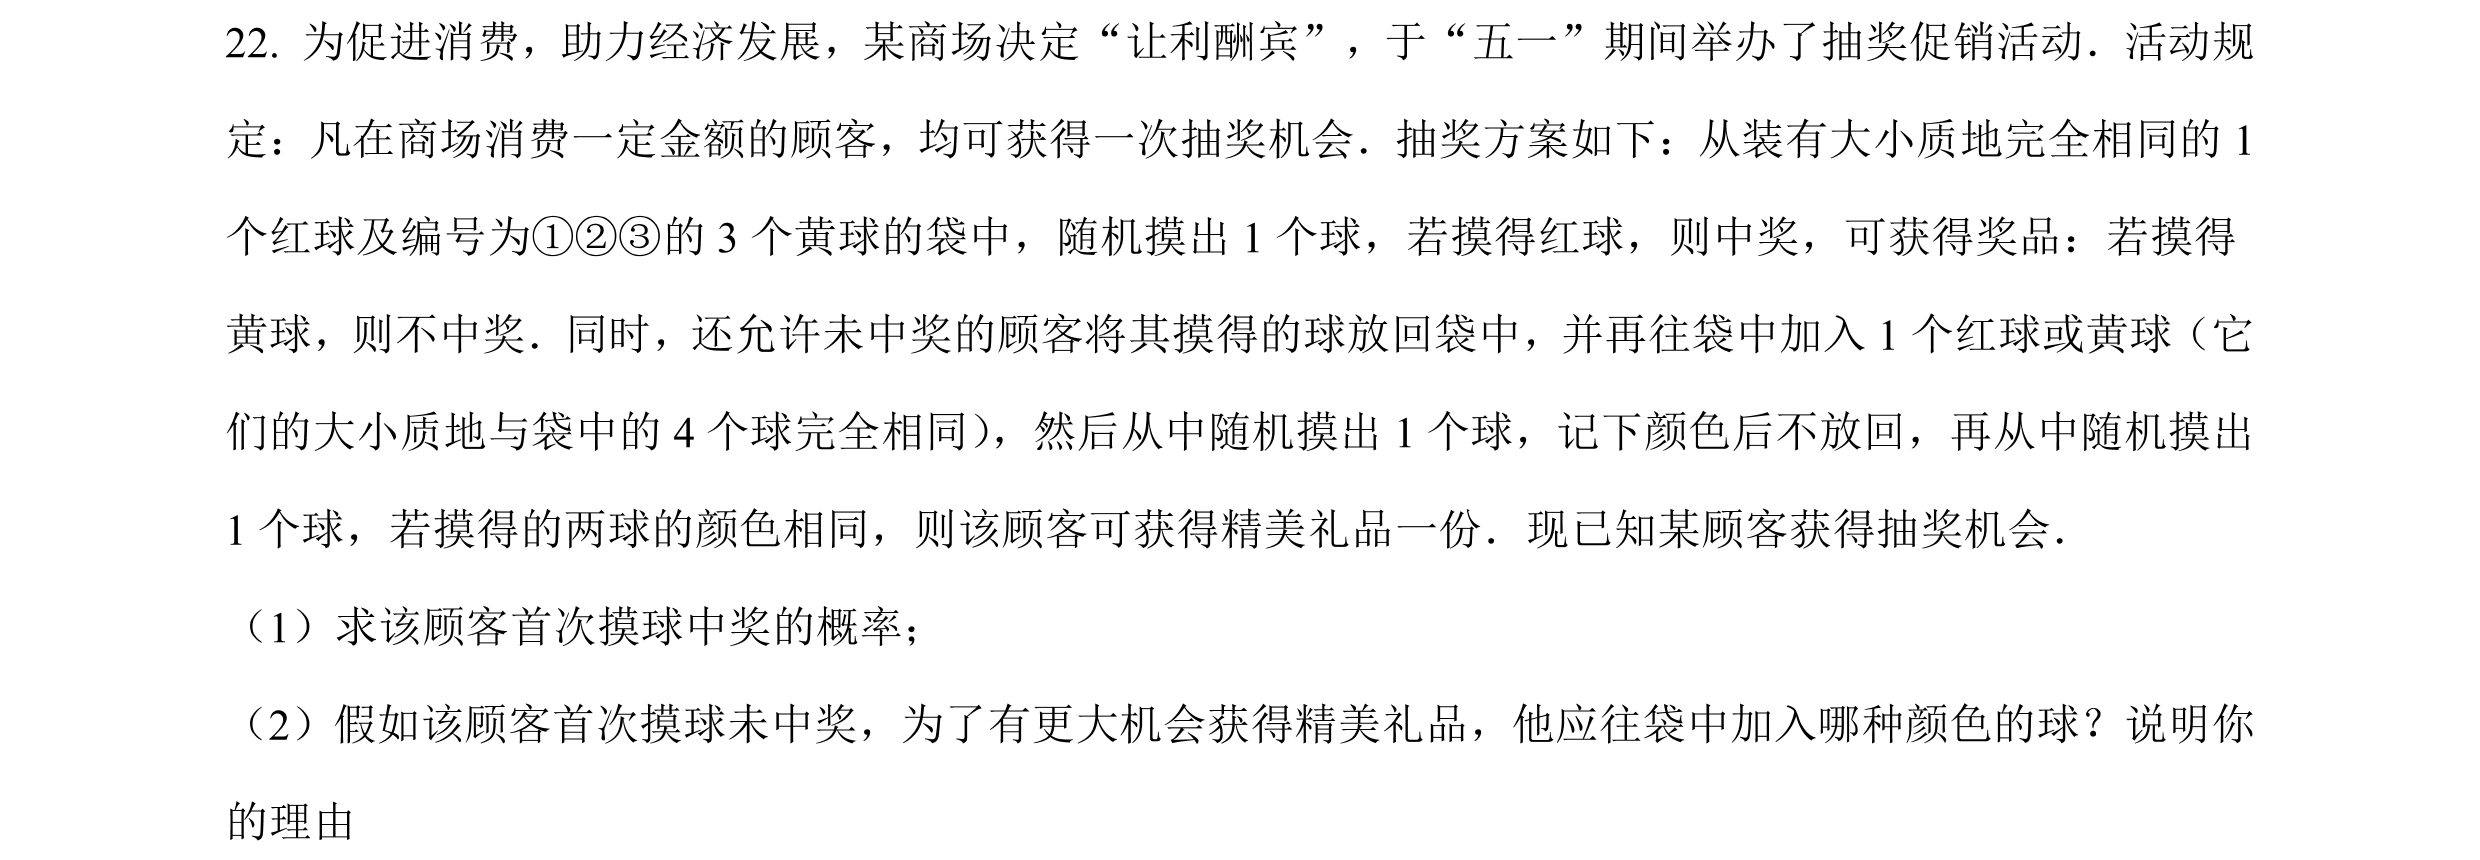 22. 为促进消费，助力经济发展，某商场决定“让利酬宾”，于“五一”期间举办了抽奖促销活动．活动规
定：凡在商场消费一定金额的顾客，均可获得一次抽奖机会．抽奖方案如下：从装有大小质地完全相同的 1
个红球及编号为①②③的 3 个黄球的袋中，随机摸出 1 个球，若摸得红球，则中奖，可获得奖品：若摸得
黄球，则不中奖．同时，还允许未中奖的顾客将其摸得的球放回袋中，并再往袋中加入 1 个红球或黄球（它
们的大小质地与袋中的 4 个球完全相同），然后从中随机摸出 1 个球，记下颜色后不放回，再从中随机摸出
1 个球，若摸得的两球的颜色相同，则该顾客可获得精美礼品一份．现已知某顾客获得抽奖机会．
（1）求该顾客首次摸球中奖的概率；
（2）假如该顾客首次摸球未中奖，为了有更大机会获得精美礼品，他应往袋中加入哪种颜色的球？说明你
的理由